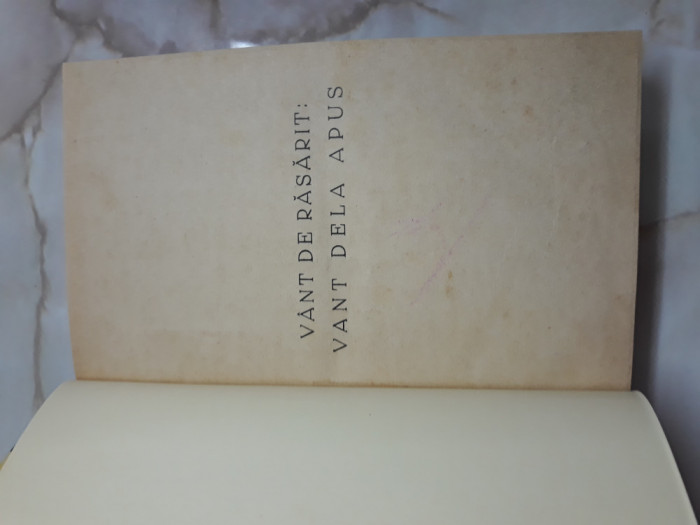 VÂNT DE RĂSĂRIT:
VANT DELA APUS